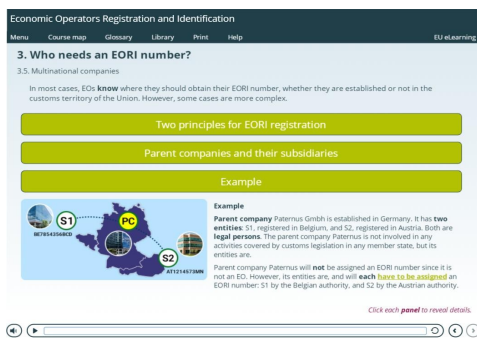 Economic Operators Registration and Identification
Menu Course map Glossary Library Print Help EU eLearning
3. Who needs an EORI number?
3.5. Multinational companies
In most cases, EOs know where they should obtain their EORI number, whether they are established or not in the
customs territory of the Union. However, some cases are more complex.
Two principles for EORI registration
Parent companies and their subsidiaries
Example
S1
PC
S2
BE7854356BCD
AT1214573MN
Example
Parent company Paternus Gmbh is established in Germany. It has two
entities: S1, registered in Belgium, and S2, registered in Austria. Both are
legal persons. The parent company Paternus is not involved in any
activities covered by customs legislation in any member state, but its
entities are.
Parent company Paternus will not be assigned an EORI number since it is
not an EO. However, its entities are, and will each have to be assigned an
EORI number: S1 by the Belgian authority, and S2 by the Austrian authority.
Click each panel to reveal details.